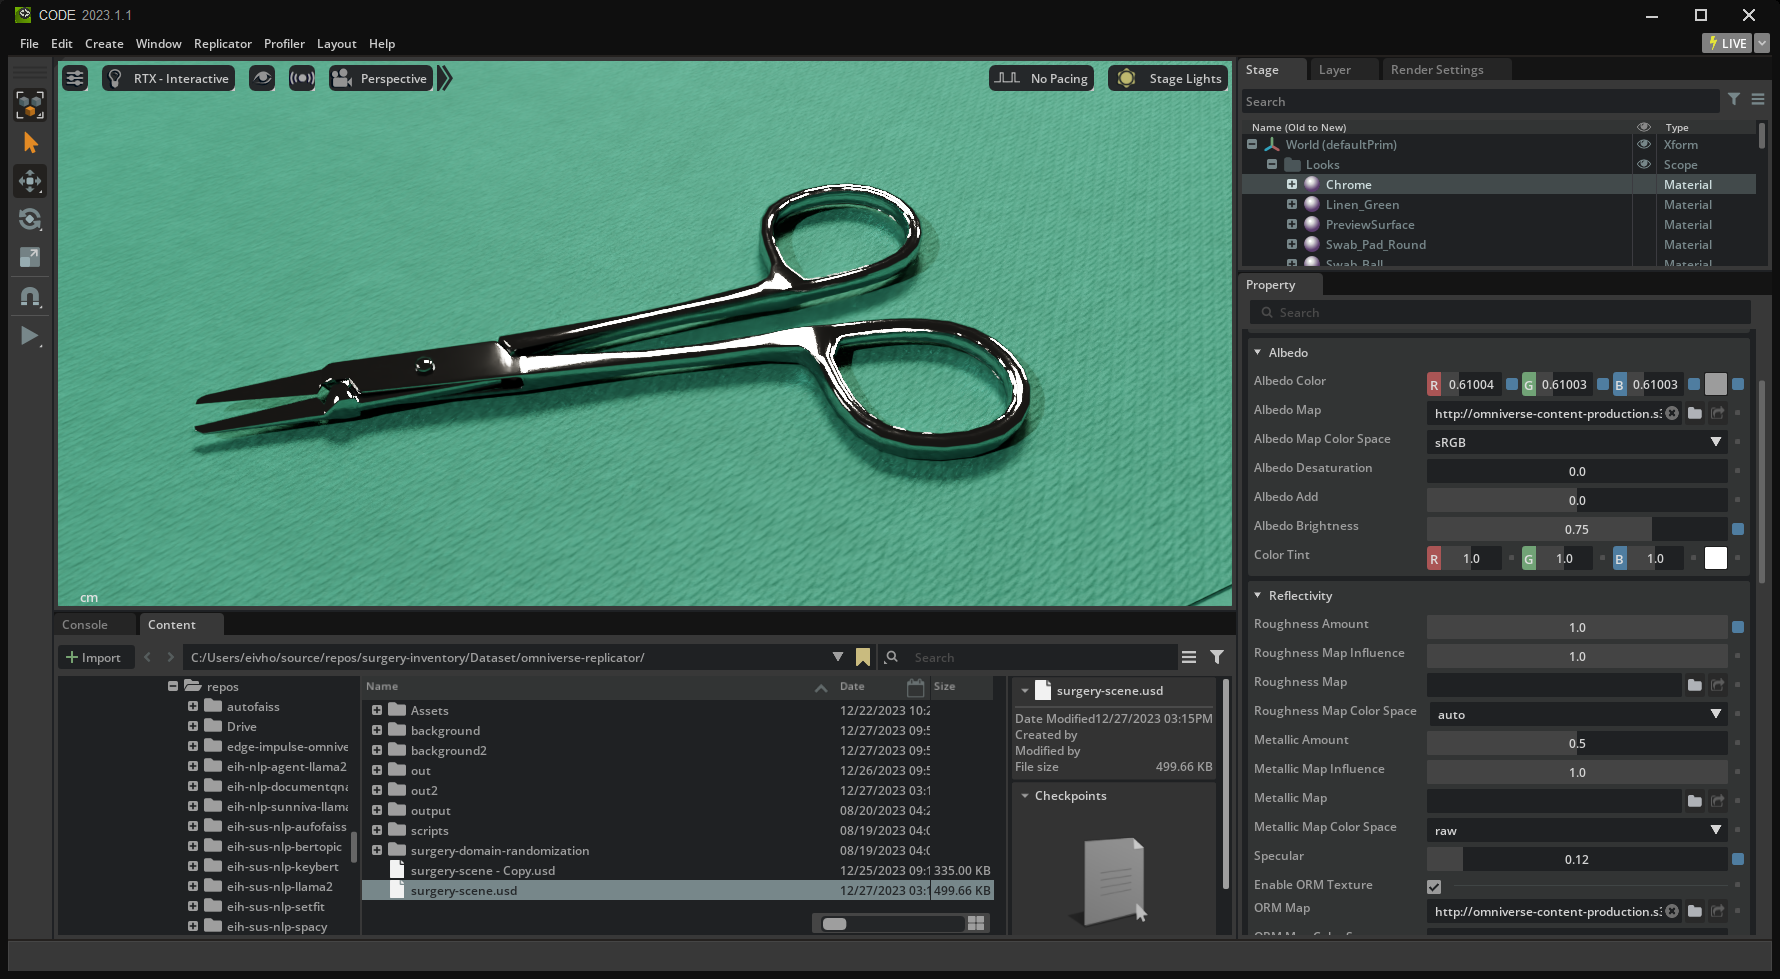 CODE 2023.1.1
File Edit Create Window Replicator Profiler Layout Help
LIVE
RTX - Interactive
Perspective
No Pacing
Stage Lights
cm
Stage Layer Render Settings
Search
Name (Old to New) Type
World (defaultPrim) Xform
Looks Scope
Chrome Material
Linen_Green Material
PreviewSurface Material
Swab_Pad_Round Material
Swab_Ball Material
Property
Search
Albedo
Albedo Color R 0.61004 G 0.61003 B 0.61003
Albedo Map http://omniverse-content-production.s3
Albedo Map Color Space sRGB
Albedo Desaturation 0.0
Albedo Add 0.0
Albedo Brightness 0.75
Color Tint R 1.0 G 1.0 B 1.0
Reflectivity
Roughness Amount 1.0
Roughness Map Influence 1.0
Roughness Map
Roughness Map Color Space auto
Metallic Amount 0.5
Metallic Map Influence 1.0
Metallic Map
Metallic Map Color Space raw
Specular 0.12
Enable ORM Texture
ORM Map http://omniverse-content-production.s3
Console Content
Import
C:/Users/eivho/source/repos/surgery-inventory/Dataset/omniverse-replicator/
Search
repos
autofaiss
Drive
edge-impulse-omnive
eih-nlp-agent-llama2
eih-nlp-documentqna
eih-nlp-sunniva-llama
eih-sus-nlp-aufofaiss
eih-sus-nlp-bertopic
eih-sus-nlp-keybert
eih-sus-nlp-llama2
eih-sus-nlp-setfit
eih-sus-nlp-spacy
Name Date Size
Assets 12/22/2023 10:2
background 12/27/2023 09:5
background2 12/27/2023 09:5
out 12/26/2023 09:5
out2 12/27/2023 03:1
output 08/20/2023 04:2
scripts 08/19/2023 04:0
surgery-domain-randomization 08/19/2023 04:0
surgery-scene - Copy.usd 12/25/2023 09:1 335.00 KB
surgery-scene.usd 12/27/2023 03:1 499.66 KB
surgery-scene.usd
Date Modified 12/27/2023 03:15PM
Created by
Modified by
File size 499.66 KB
Checkpoints